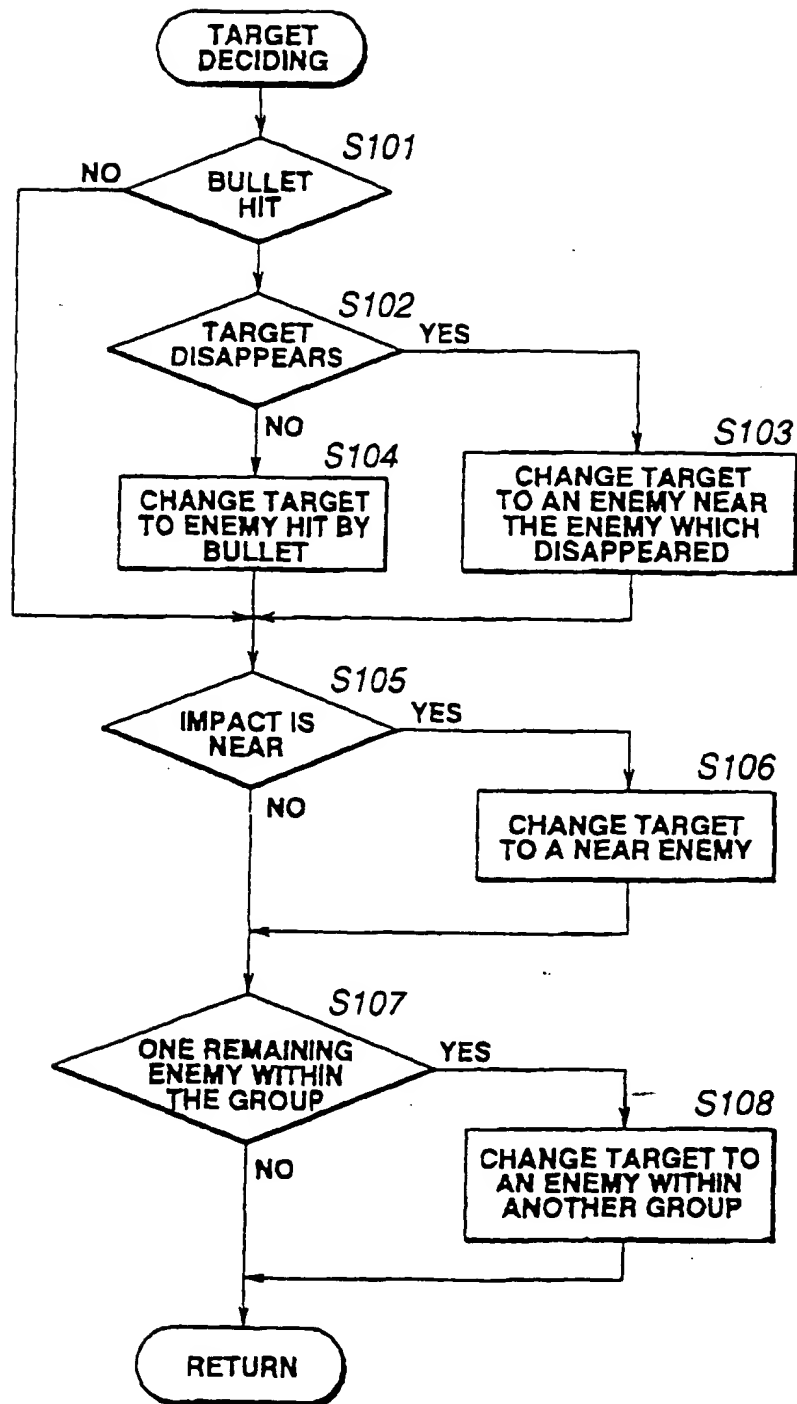 TARGET
DECIDING
S101
NO
BULLET
HIT
S102
TARGET
DISAPPEARS
YES
NO
S103
S104
CHANGE TARGET
TO ENEMY HIT BY
BULLET
CHANGE TARGET
TO AN ENEMY NEAR
THE ENEMY WHICH
DISAPPEARED
S105
IMPACT IS
NEAR
YES
NO
S106
CHANGE TARGET
TO A NEAR ENEMY
S107
ONE REMAINING
ENEMY WITHIN
THE GROUP
YES
NO
S108
CHANGE TARGET TO
AN ENEMY WITHIN
ANOTHER GROUP
RETURN